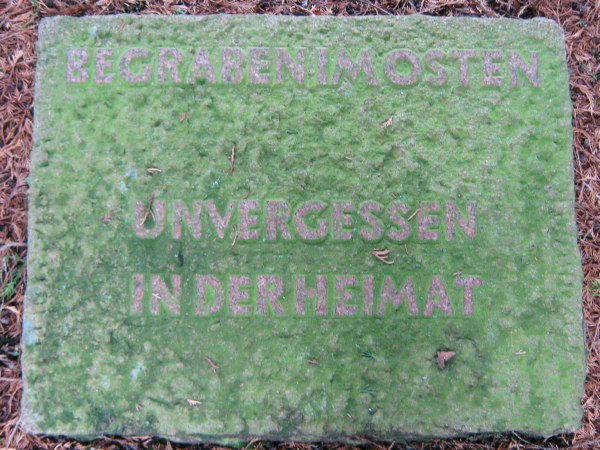 BEGRABEN IM OSTEN
UNVERGESSEN
IN DER HEIMAT